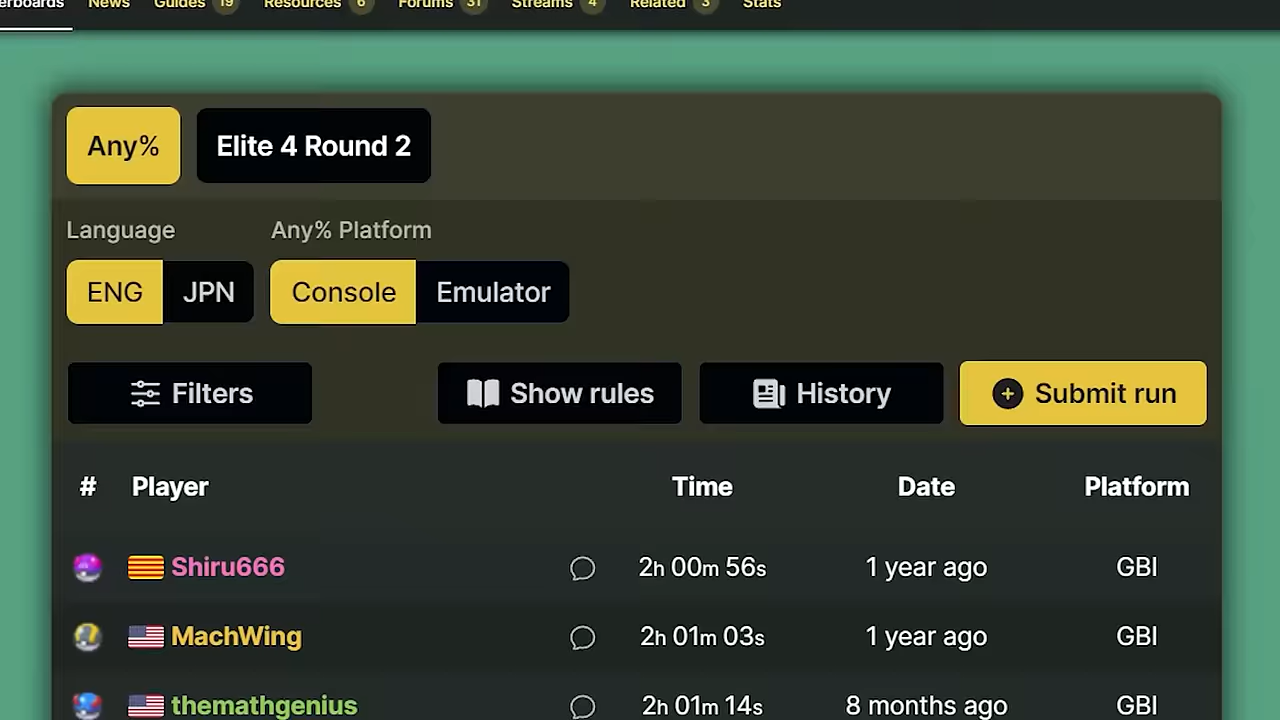 erboards News Guides 19 Resources 6 Forums 31 Streams 4 Related 3 Stats
Any% Elite 4 Round 2
Language Any% Platform
ENG JPN Console Emulator
Filters Show rules History Submit run
# Player Time Date Platform
Shiru666 2h 00m 56s 1 year ago GBI
MachWing 2h 01m 03s 1 year ago GBI
themathgenius 2h 01m 14s 8 months ago GBI